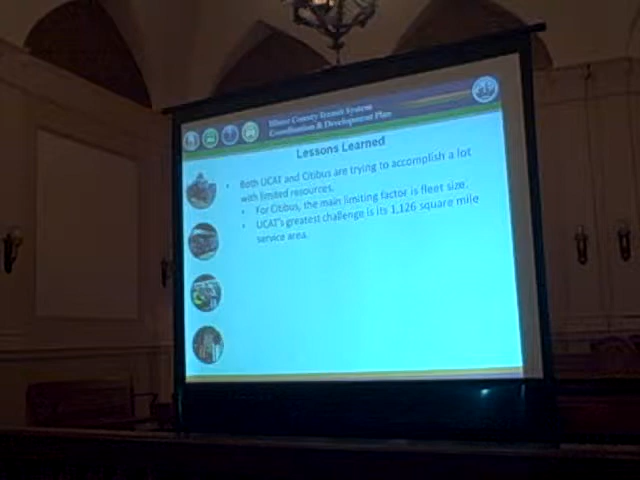 Ulster County Transit System
Coordination & Development Plan
Lessons Learned
• Both UCAT and Citibus are trying to accomplish a lot
with limited resources.
• For Citibus, the main limiting factor is fleet size.
• UCAT's greatest challenge is its 1,126 square mile
service area.